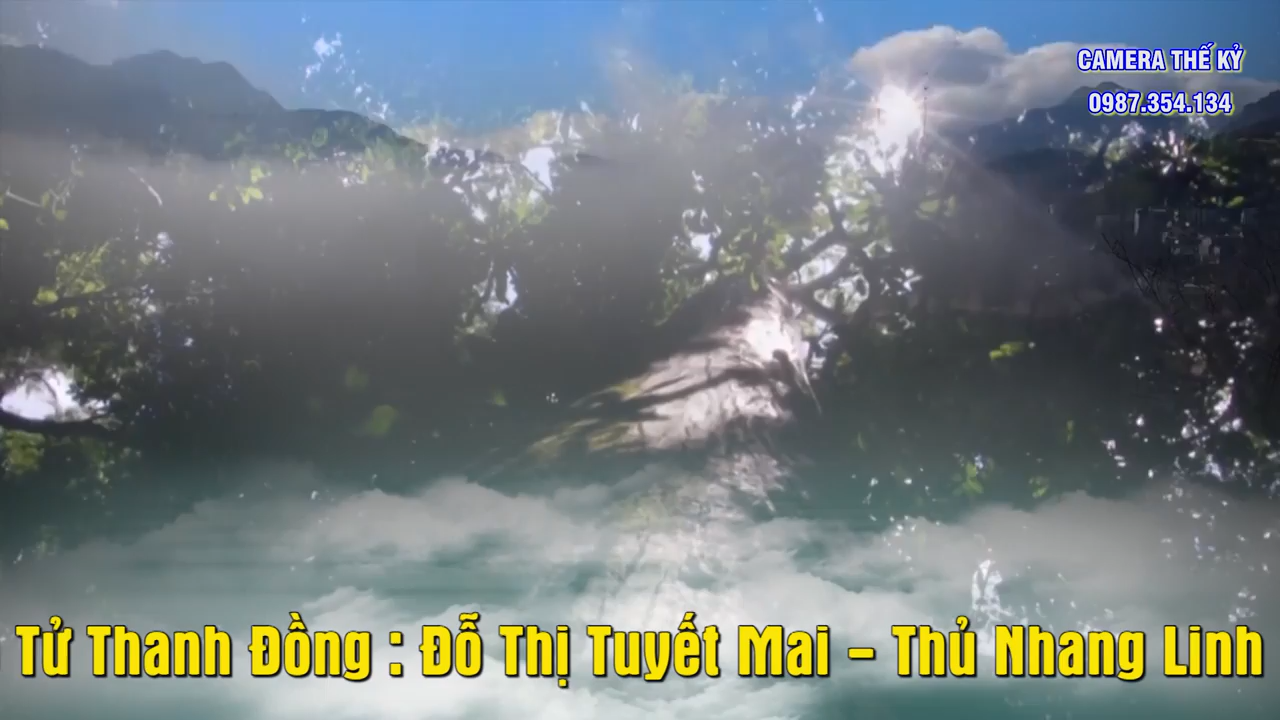 CAMERA THẾ KỶ
0987.354.134
Tử Thanh Đồng : Đỗ Thị Tuyết Mai - Thủ Nhang Linh